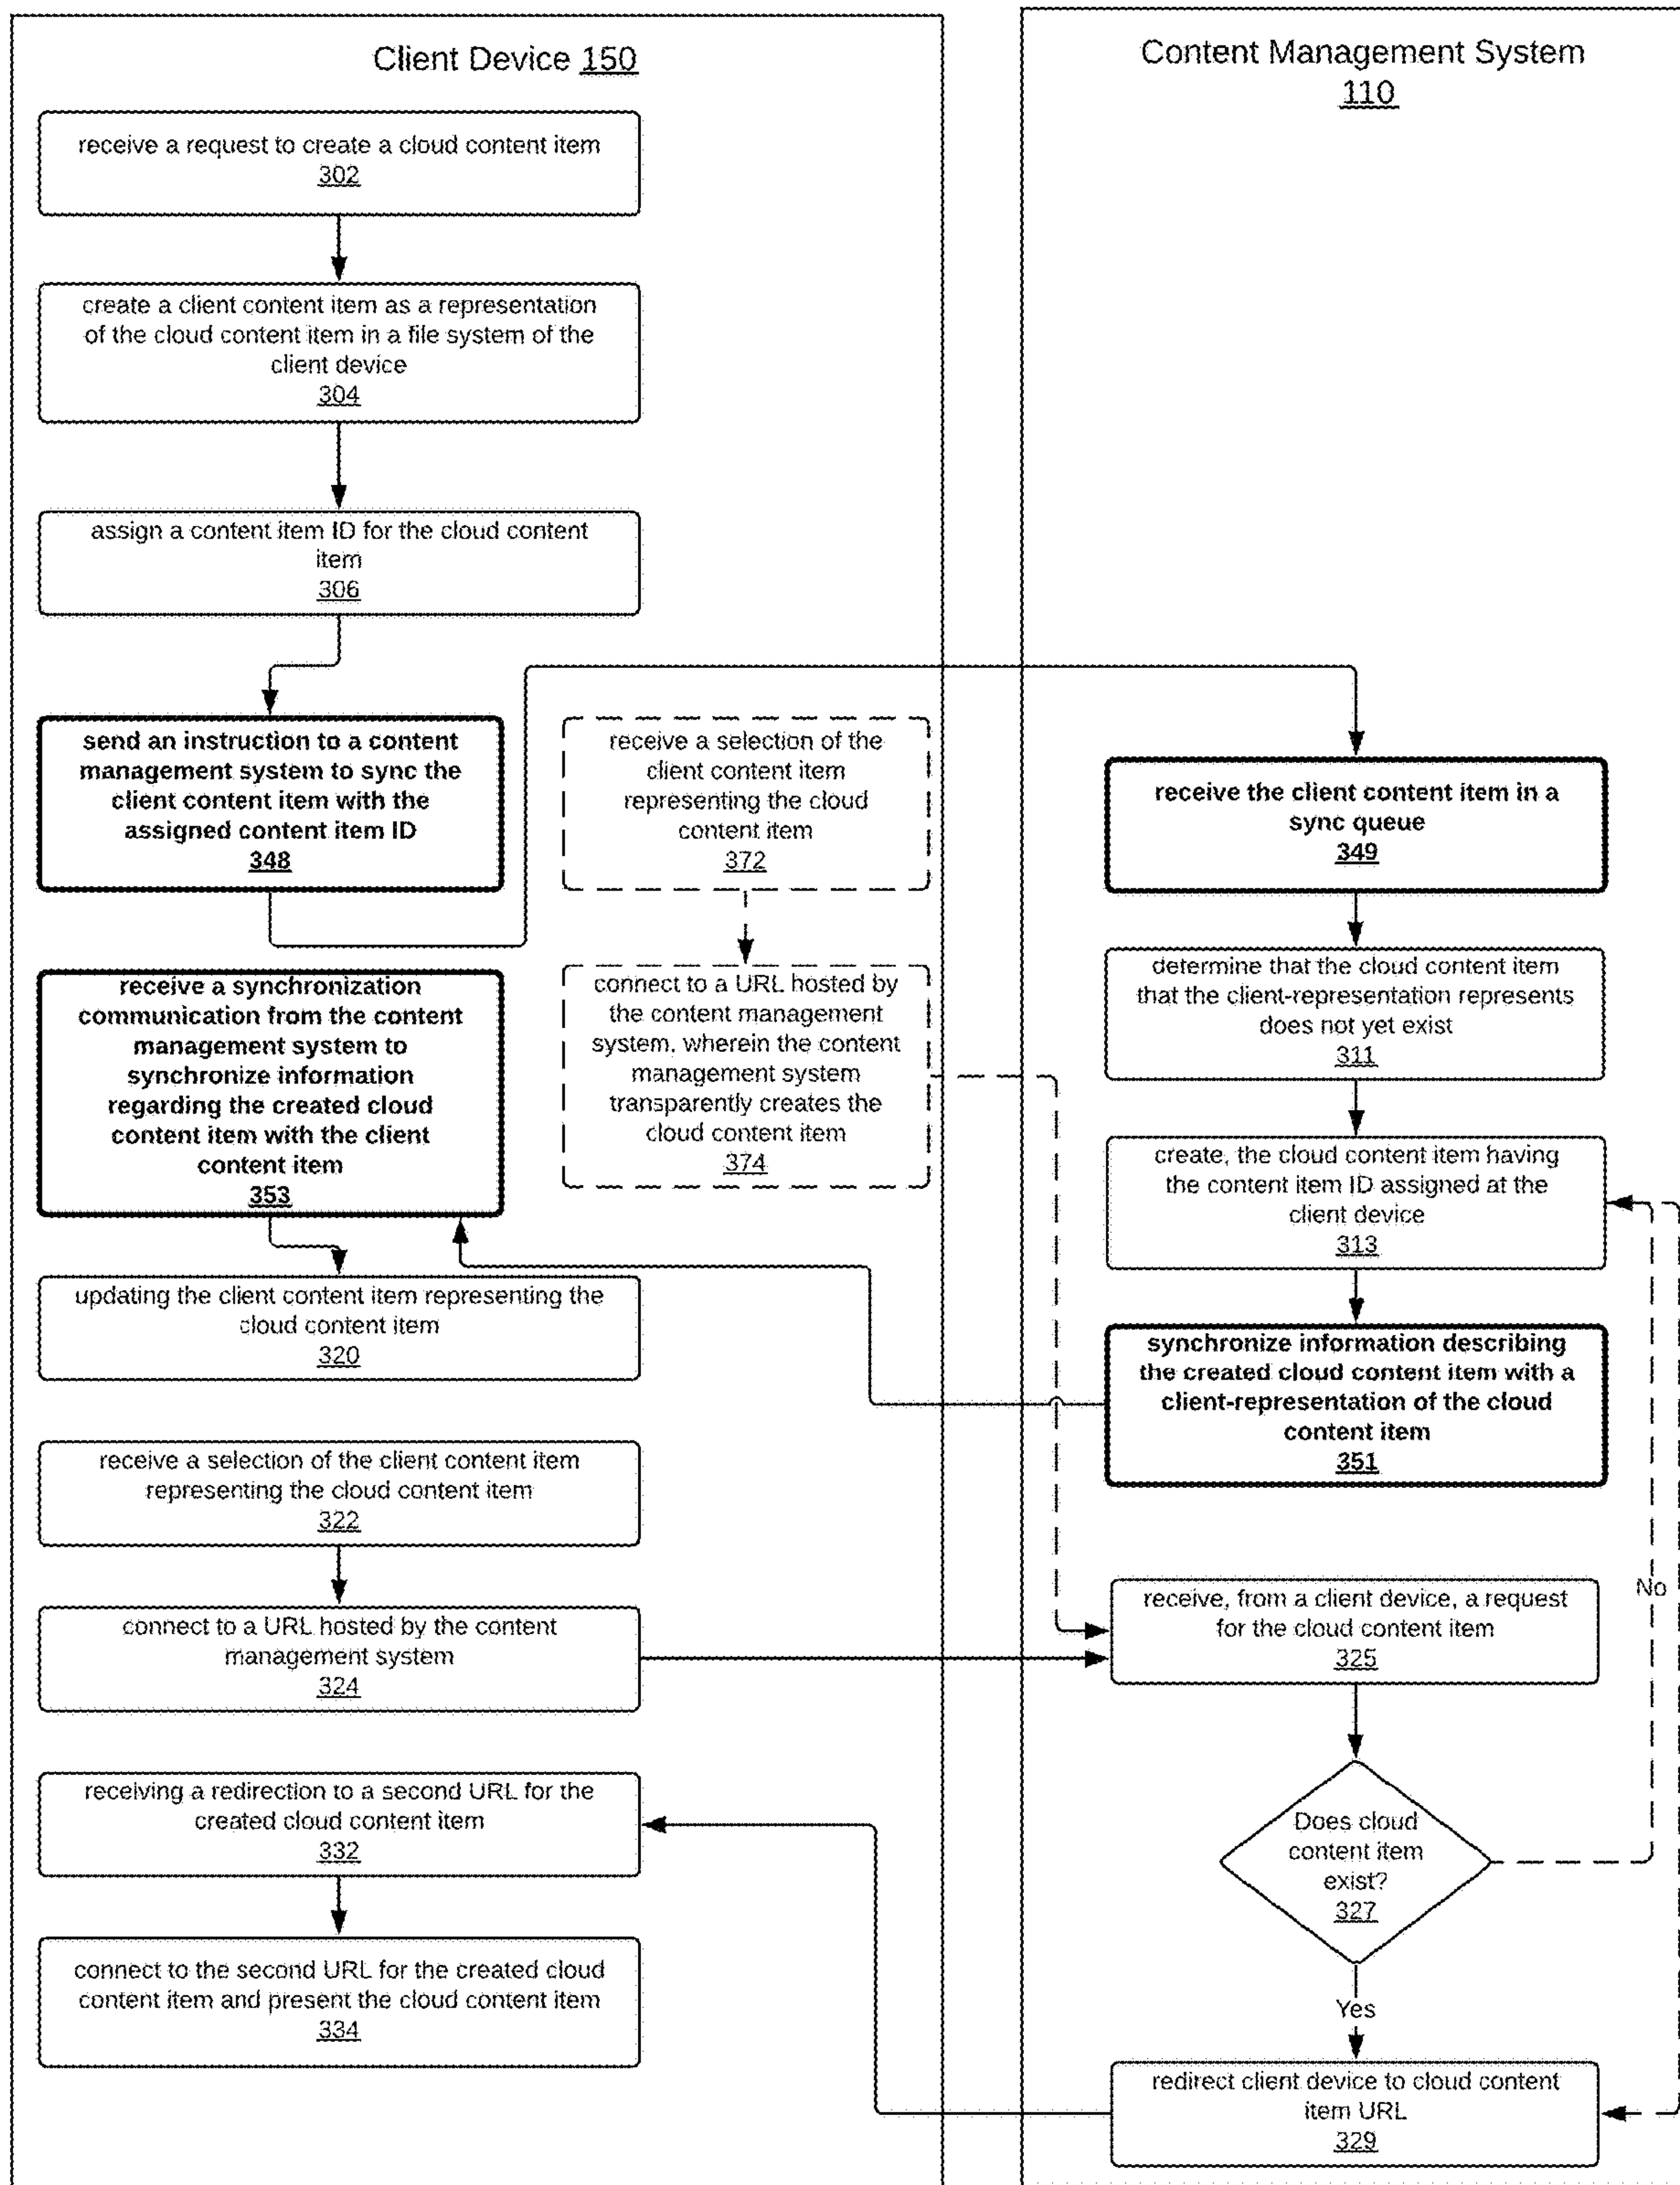 Client Device 150
receive a request to create a cloud content item
302
create a client content item as a representation
of the cloud content item in a file system of the
client device
304
assign a content item ID for the cloud content
item
306
send an instruction to a content
management system to sync the
client content item with the
assigned content item ID
348
receive a selection of the
client content item
representing the cloud
content item
372
receive a synchronization
communication from the content
management system to
synchronize information
regarding the created cloud
content item with the client
content item
353
connect to a URL hosted by
the content management
system, wherein the content
management system
transparently creates the
cloud content item
374
updating the client content item representing the
cloud content item
320
receive a selection of the client content item
representing the cloud content item
322
connect to a URL hosted by the content
management system
324
receiving a redirection to a second URL for the
created cloud content item
332
connect to the second URL for the created cloud
content item and present the cloud content item
334
Content Management System
110
receive the client content item in a
sync queue
349
determine that the cloud content item
that the client-representation represents
does not yet exist
311
create, the cloud content item having
the content item ID assigned at the
client device
313
synchronize information describing
the created cloud content item with a
client-representation of the cloud
content item
351
receive, from a client device, a request
for the cloud content item
325
No
Does cloud
content item
exist?
327
Yes
redirect client device to cloud content
item URL
329